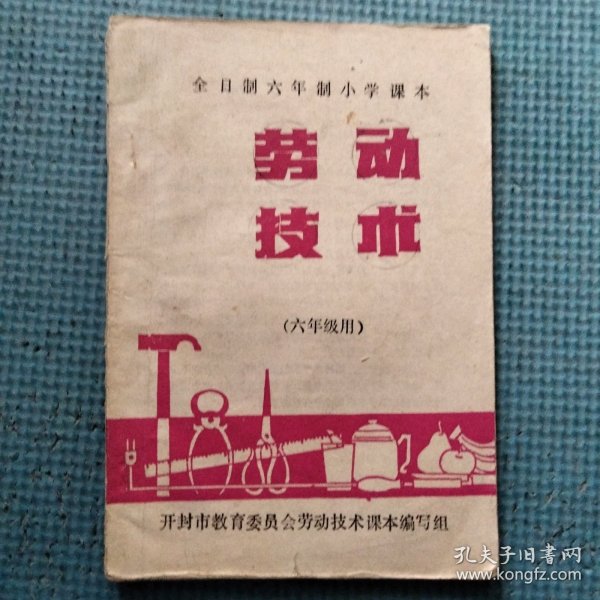 全日制六年制小学课本
劳动
技术
(六年级用)
开封市教育委员会劳动技术课本编写组
孔夫子旧书网
www.kongfz.com